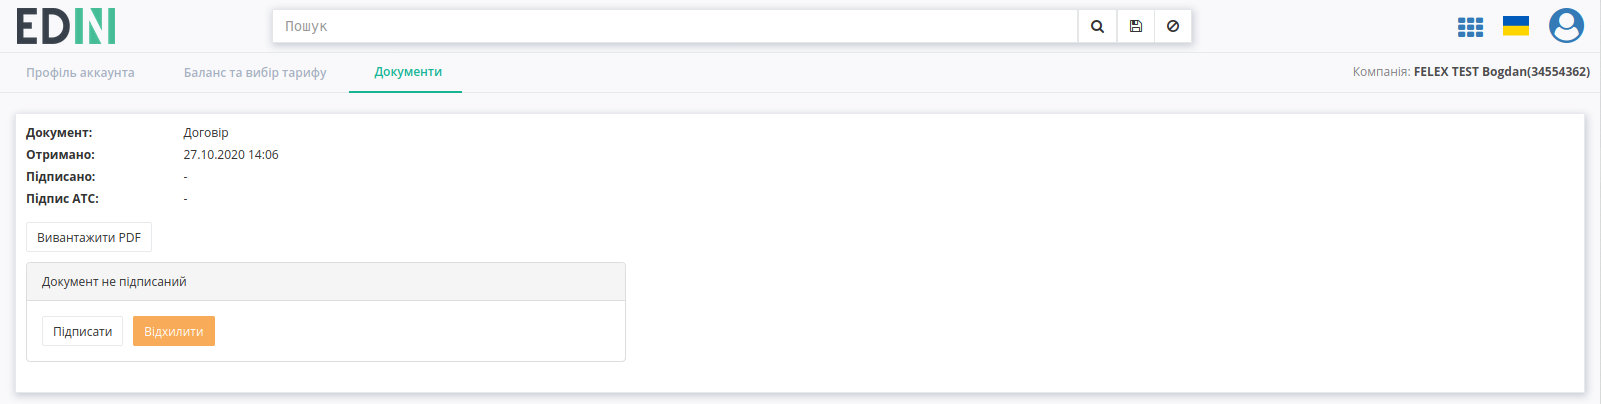 EDIN
Пошук
Профіль аккаунта Баланс та вибір тарифу Документи Компанія: FELEX TEST Bogdan(34554362)
Документ: Договір
Отримано: 27.10.2020 14:06
Підписано: -
Підпис АТС: -
Вивантажити PDF
Документ не підписаний
Підписати Відхилити